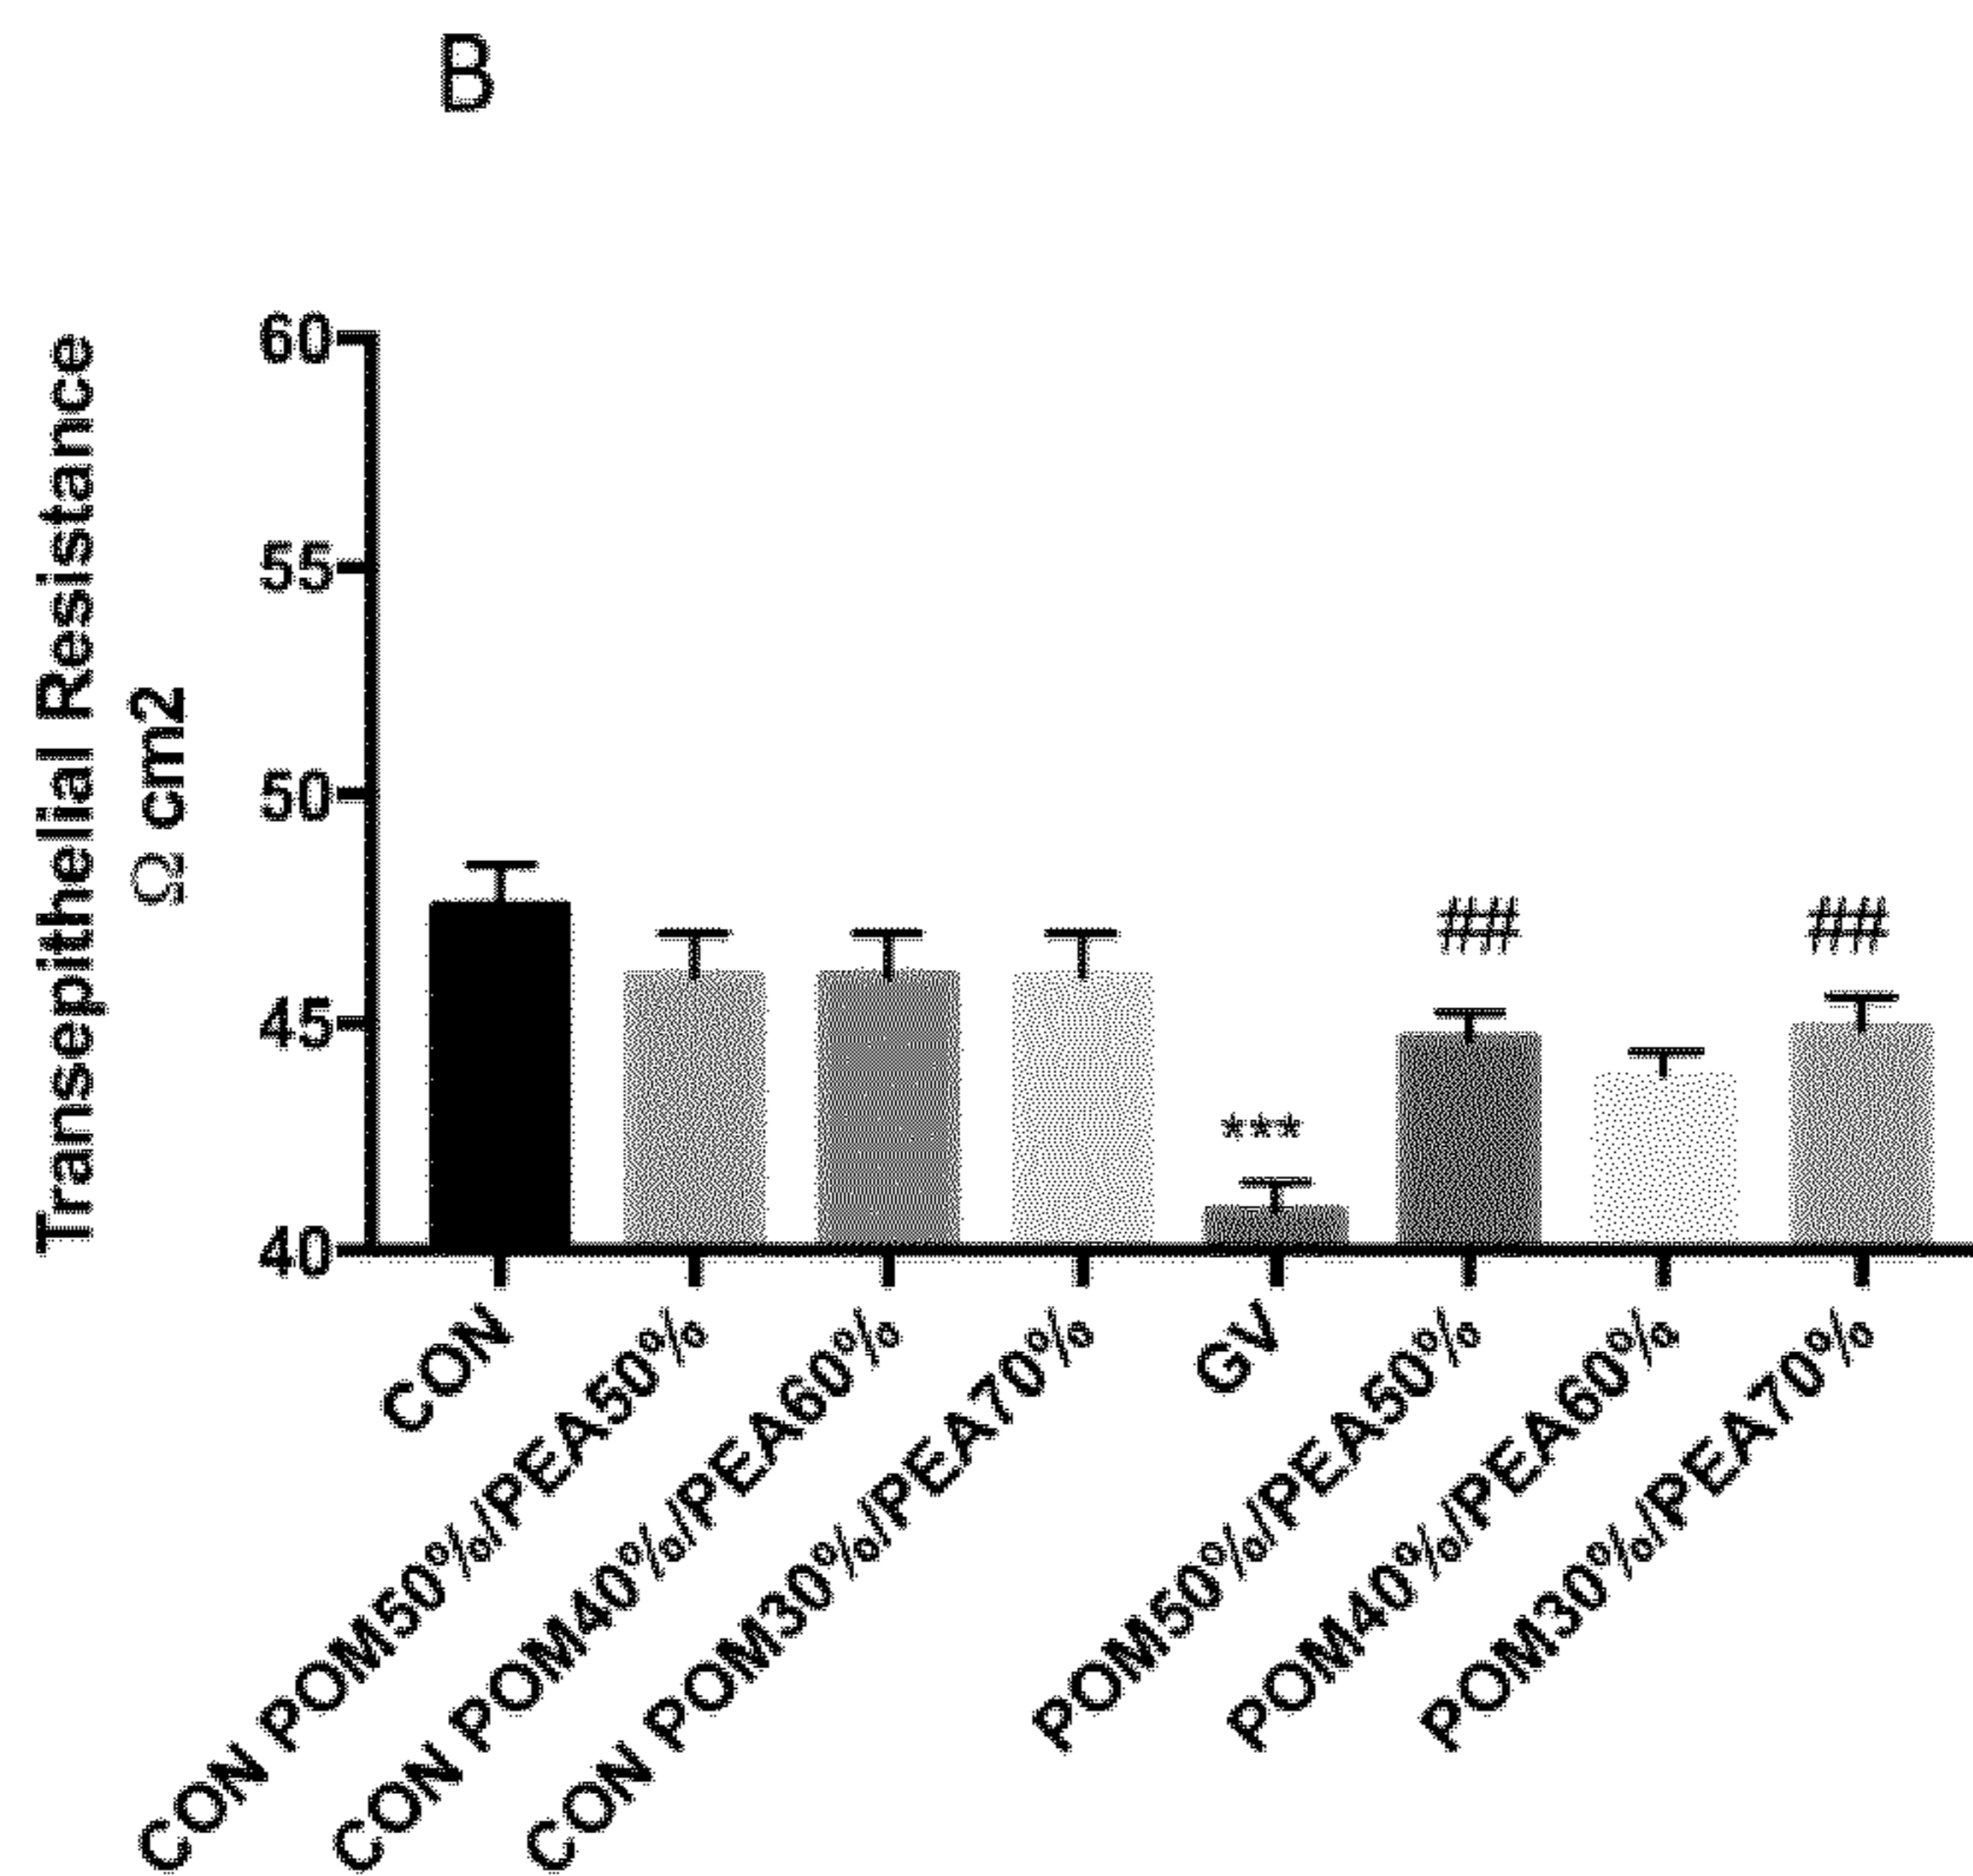 B
Transepithelial Resistance
Ω cm2
60
55
50
45
40
***
##
##
CON
CON POM50%/PEA50%
CON POM40%/PEA60%
CON POM30%/PEA70%
GV
POM50%/PEA50%
POM40%/PEA60%
POM30%/PEA70%